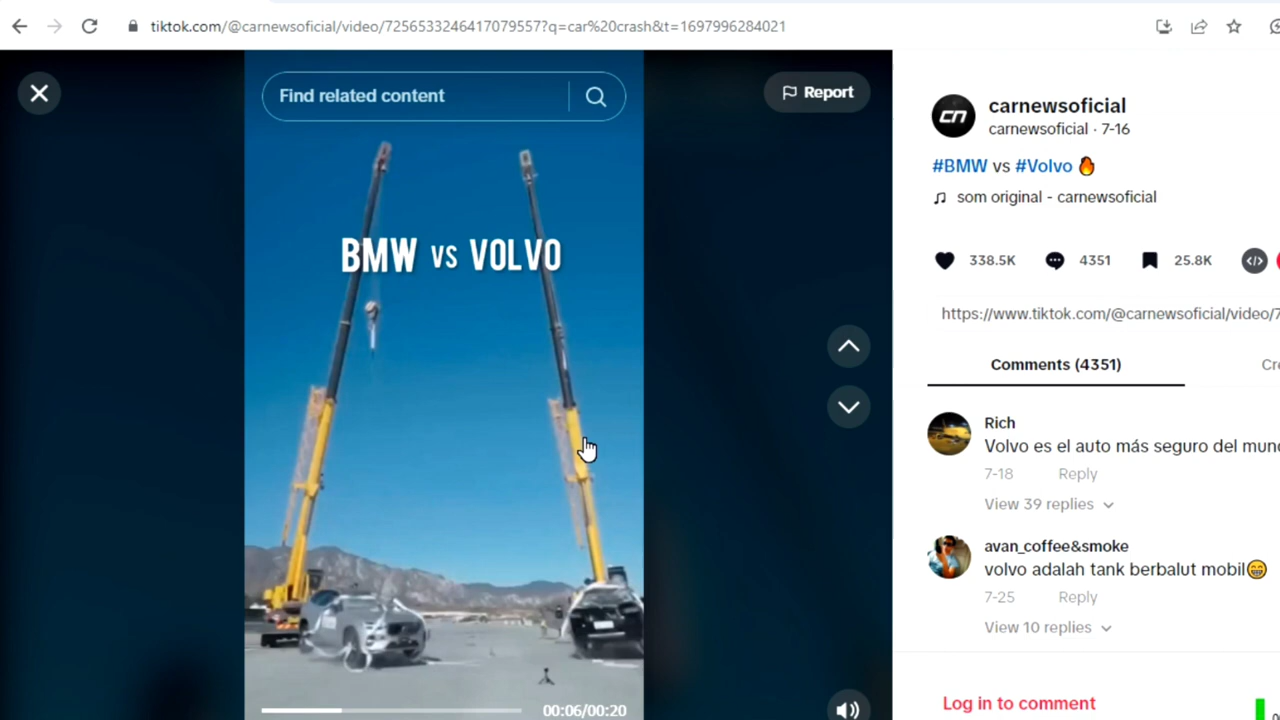 tiktok.com/@carnewsoficial/video/7256533246417079557?q=car%20crash&t=1697996284021
Find related content
Report
BMW VS VOLVO
00:06/00:20
CN
carnewsoficial
carnewsoficial · 7-16
#BMW vs #Volvo 🔥
som original - carnewsoficial
338.5K
4351
25.8K
https://www.tiktok.com/@carnewsoficial/video/7
Comments (4351)
Rich
Volvo es el auto más seguro del
7-18 Reply
View 39 replies
avan_coffee&smoke
volvo adalah tank berbalut mobil😁
7-25 Reply
View 10 replies
Log in to comment